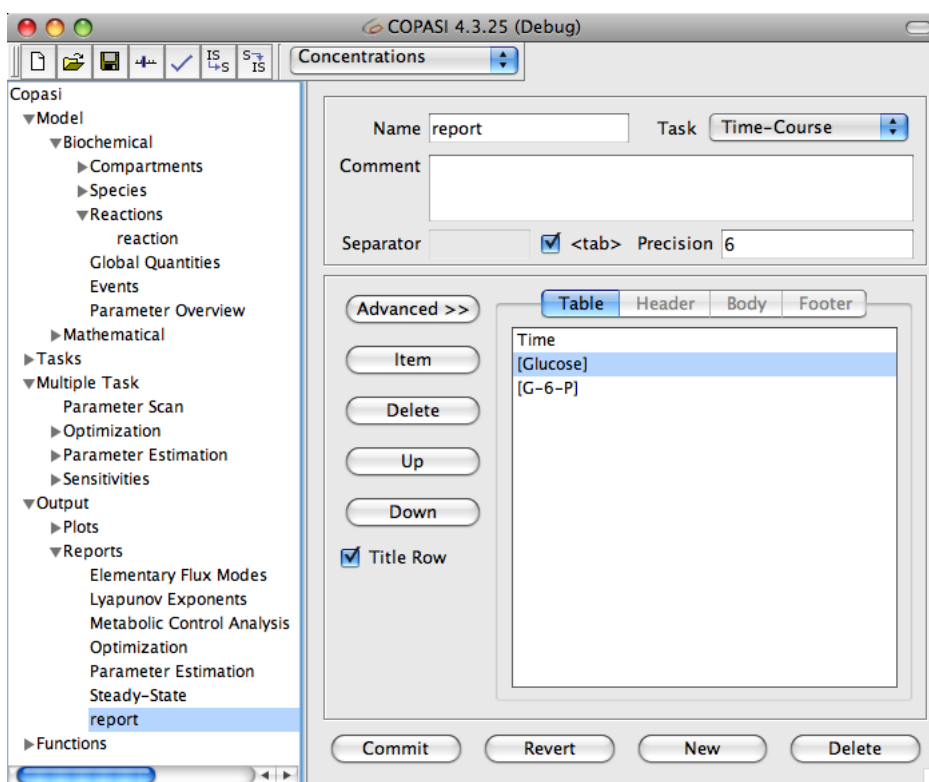 COPASI 4.3.25 (Debug)
IS
S
S
IS
Concentrations
Copasi
Model
Biochemical
Compartments
Species
Reactions
reaction
Global Quantities
Events
Parameter Overview
Mathematical
Tasks
Multiple Task
Parameter Scan
Optimization
Parameter Estimation
Sensitivities
Output
Plots
Reports
Elementary Flux Modes
Lyapunov Exponents
Metabolic Control Analysis
Optimization
Parameter Estimation
Steady-State
report
Functions
Name report Task Time-Course
Comment
Separator <tab> Precision 6
Advanced >>
Item
Delete
Up
Down
Title Row
Table Header Body Footer
Time
[Glucose]
[G-6-P]
Commit Revert New Delete